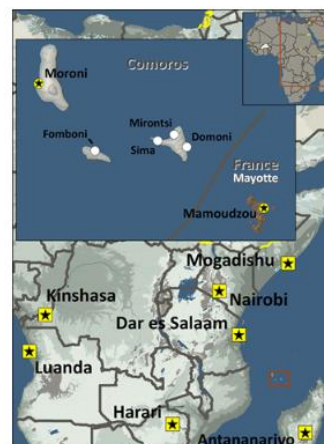 Comoros
Moroni
Mirontsi
Fomboni
Domoni
Sima
France
Mayotte
Mamoudzou
Mogadishu
Kinshasa
Nairobi
Dar es Salaam
Luanda
Harari
Antananarivo